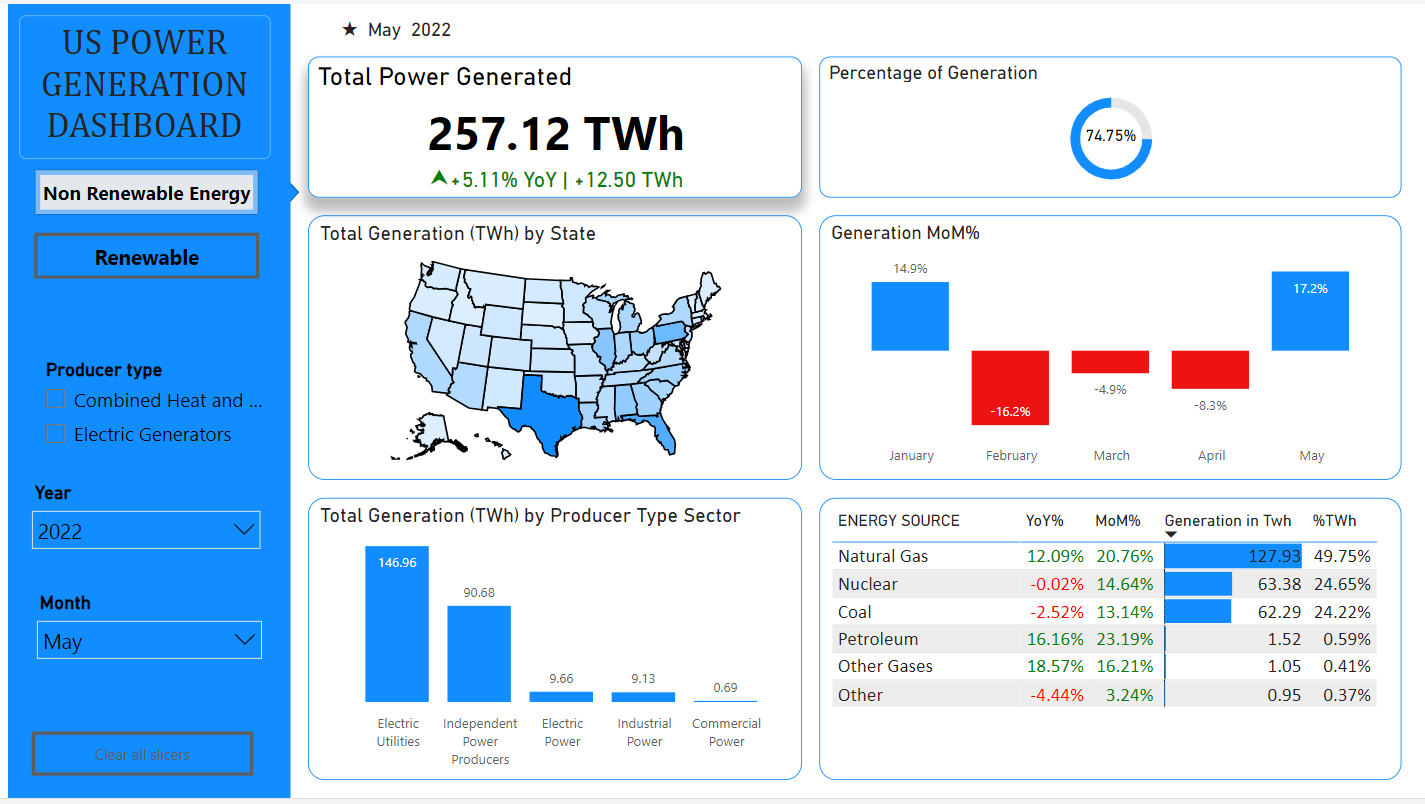 US POWER
GENERATION
DASHBOARD
Non Renewable Energy
Renewable
Producer type
Combined Heat and ...
Electric Generators
Year
2022
Month
May
Clear all slicers
★ May 2022
Total Power Generated
257.12 TWh
+5.11% YoY | +12.50 TWh
Percentage of Generation
74.75%
Total Generation (TWh) by State
Generation MoM%
14.9%
-16.2%
-4.9%
-8.3%
17.2%
January February March April May
Total Generation (TWh) by Producer Type Sector
146.96
90.68
9.66
9.13
0.69
Electric
Utilities
Independent
Power
Producers
Electric
Power
Industrial
Power
Commercial
Power
ENERGY SOURCE YoY% MoM% Generation in Twh %TWh
Natural Gas 12.09% 20.76% 127.93 49.75%
Nuclear -0.02% 14.64% 63.38 24.65%
Coal -2.52% 13.14% 62.29 24.22%
Petroleum 16.16% 23.19% 1.52 0.59%
Other Gases 18.57% 16.21% 1.05 0.41%
Other -4.44% 3.24% 0.95 0.37%